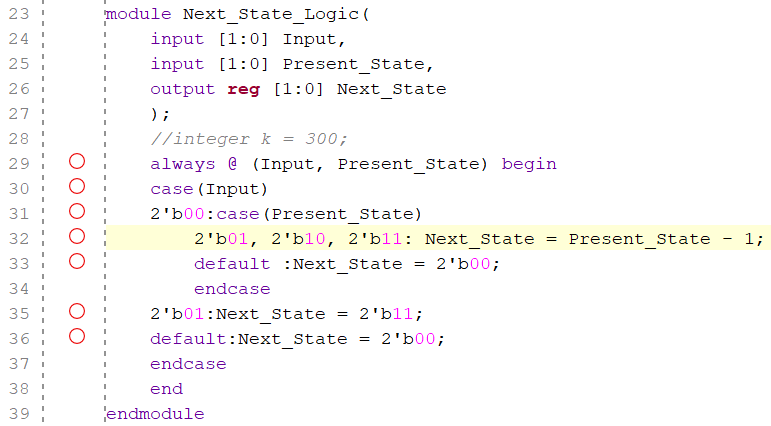 23 module Next_State_Logic(
24 input [1:0] Input,
25 input [1:0] Present_State,
26 output reg [1:0] Next_State
27 );
28 //integer k = 300;
29 always @ (Input, Present_State) begin
30 case(Input)
31 2'b00:case(Present_State)
32 2'b01, 2'b10, 2'b11: Next_State = Present_State - 1;
33 default :Next_State = 2'b00;
34 endcase
35 2'b01:Next_State = 2'b11;
36 default:Next_State = 2'b00;
37 endcase
38 end
39 endmodule